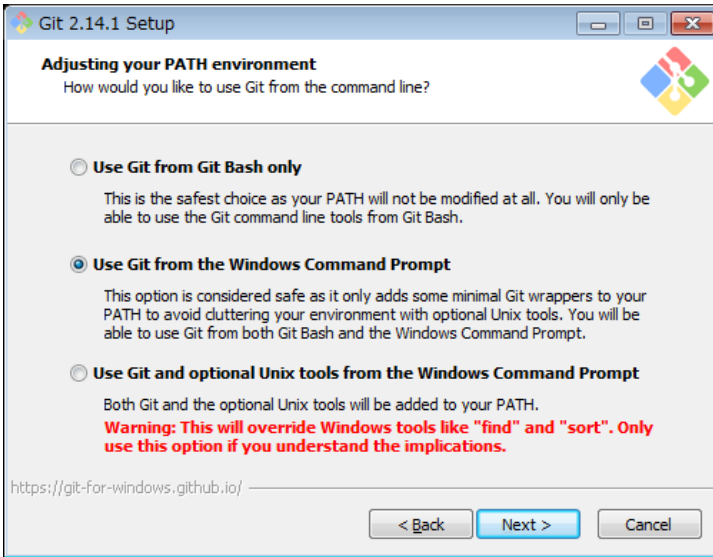 Git 2.14.1 Setup
Adjusting your PATH environment
How would you like to use Git from the command line?
Use Git from Git Bash only
This is the safest choice as your PATH will not be modified at all. You will only be
able to use the Git command line tools from Git Bash.
Use Git from the Windows Command Prompt
This option is considered safe as it only adds some minimal Git wrappers to your
PATH to avoid cluttering your environment with optional Unix tools. You will be
able to use Git from both Git Bash and the Windows Command Prompt.
Use Git and optional Unix tools from the Windows Command Prompt
Both Git and the optional Unix tools will be added to your PATH.
Warning: This will override Windows tools like "find" and "sort". Only
use this option if you understand the implications.
https://git-for-windows.github.io/
< Back Next > Cancel